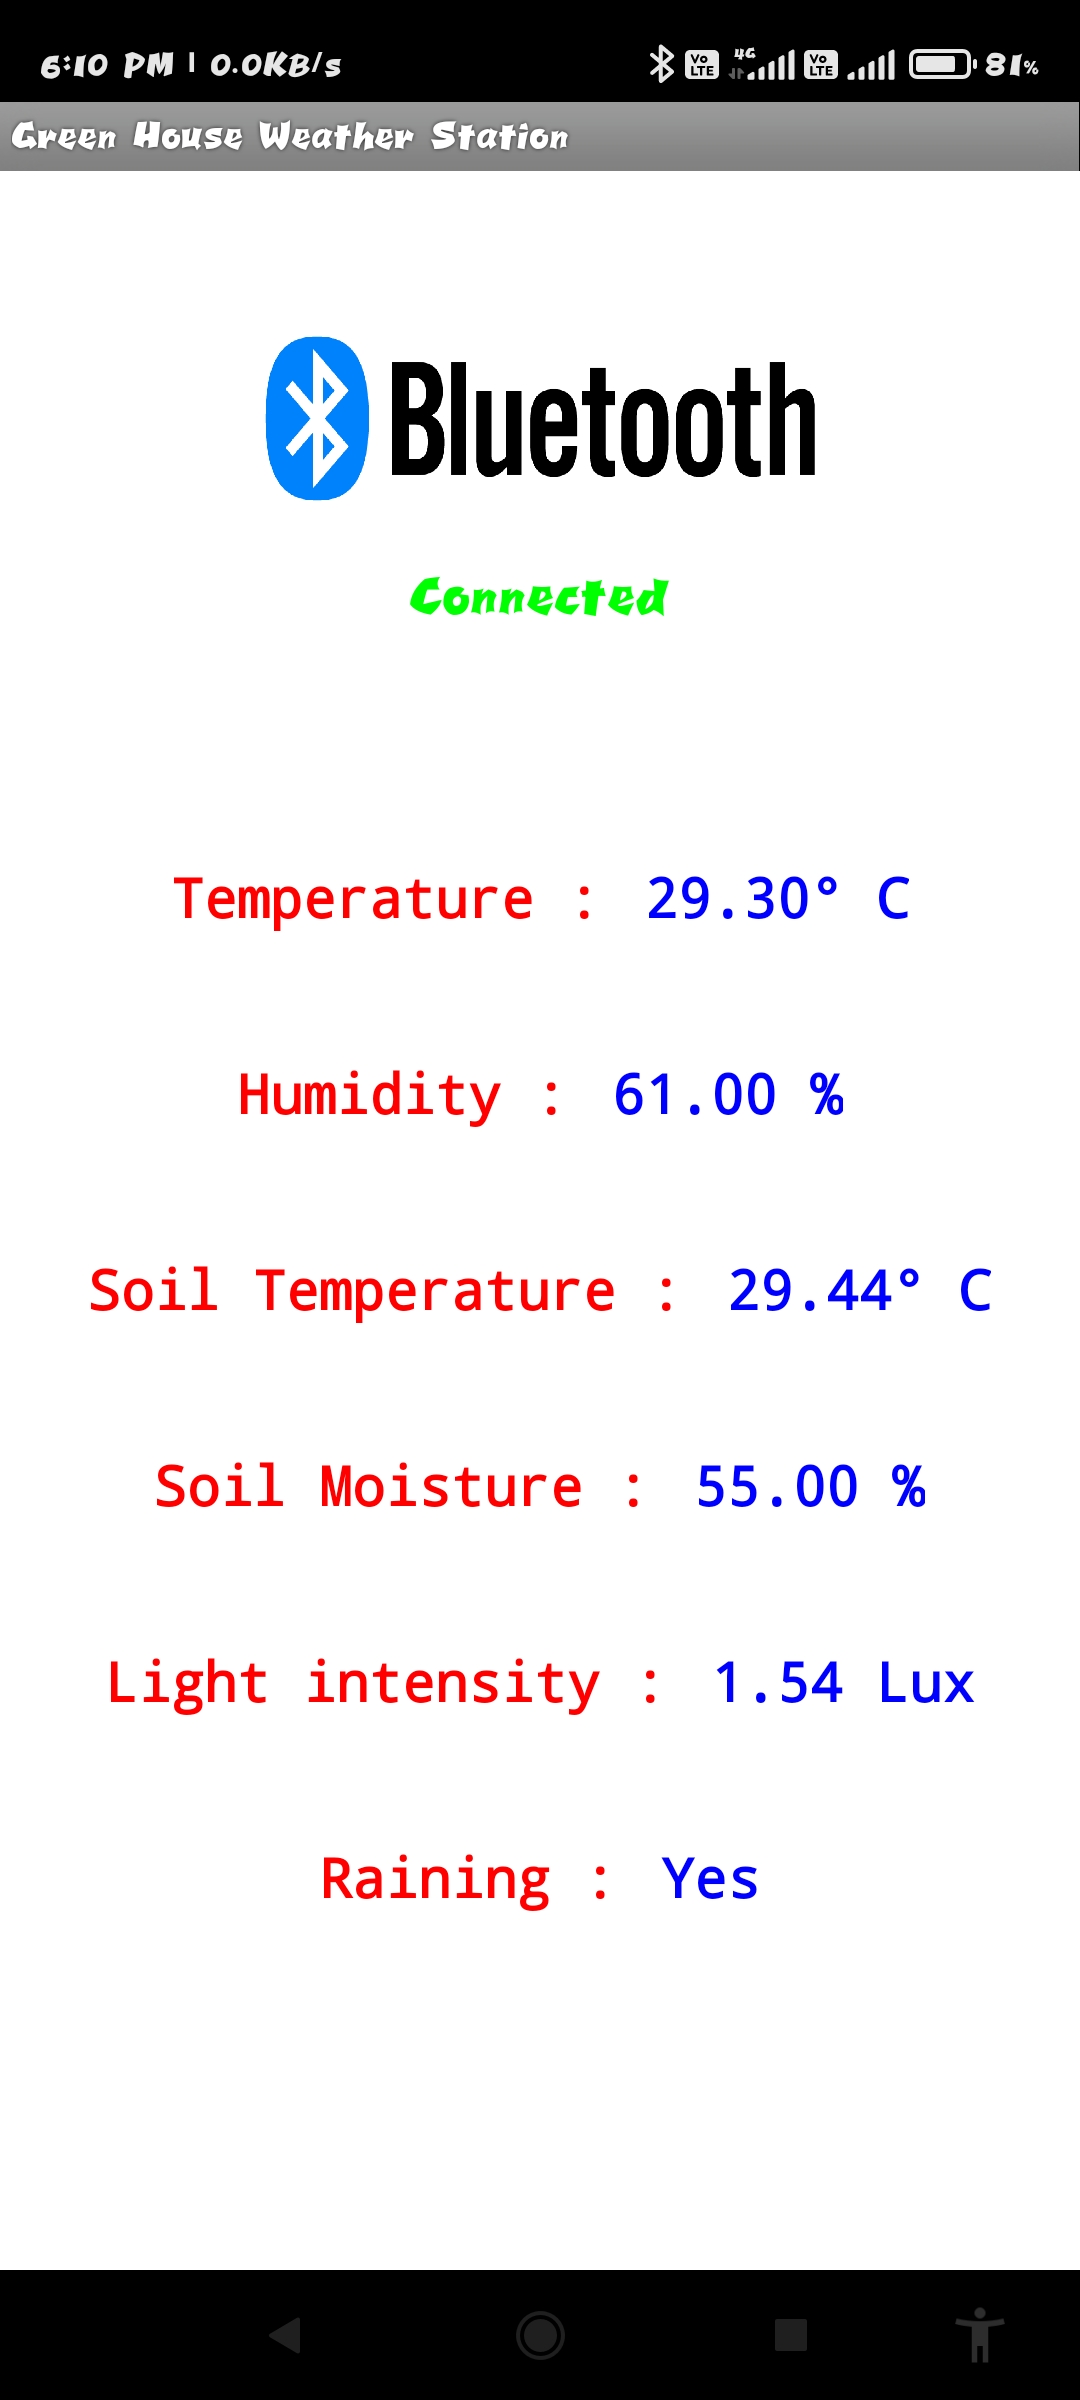 6:10 PM | 0.0KB/s Vo LTE 4G Vo LTE 81%
Green House Weather Station
Bluetooth
Connected
Temperature : 29.30° C
Humidity : 61.00 %
Soil Temperature : 29.44° C
Soil Moisture : 55.00 %
Light intensity : 1.54 Lux
Raining : Yes